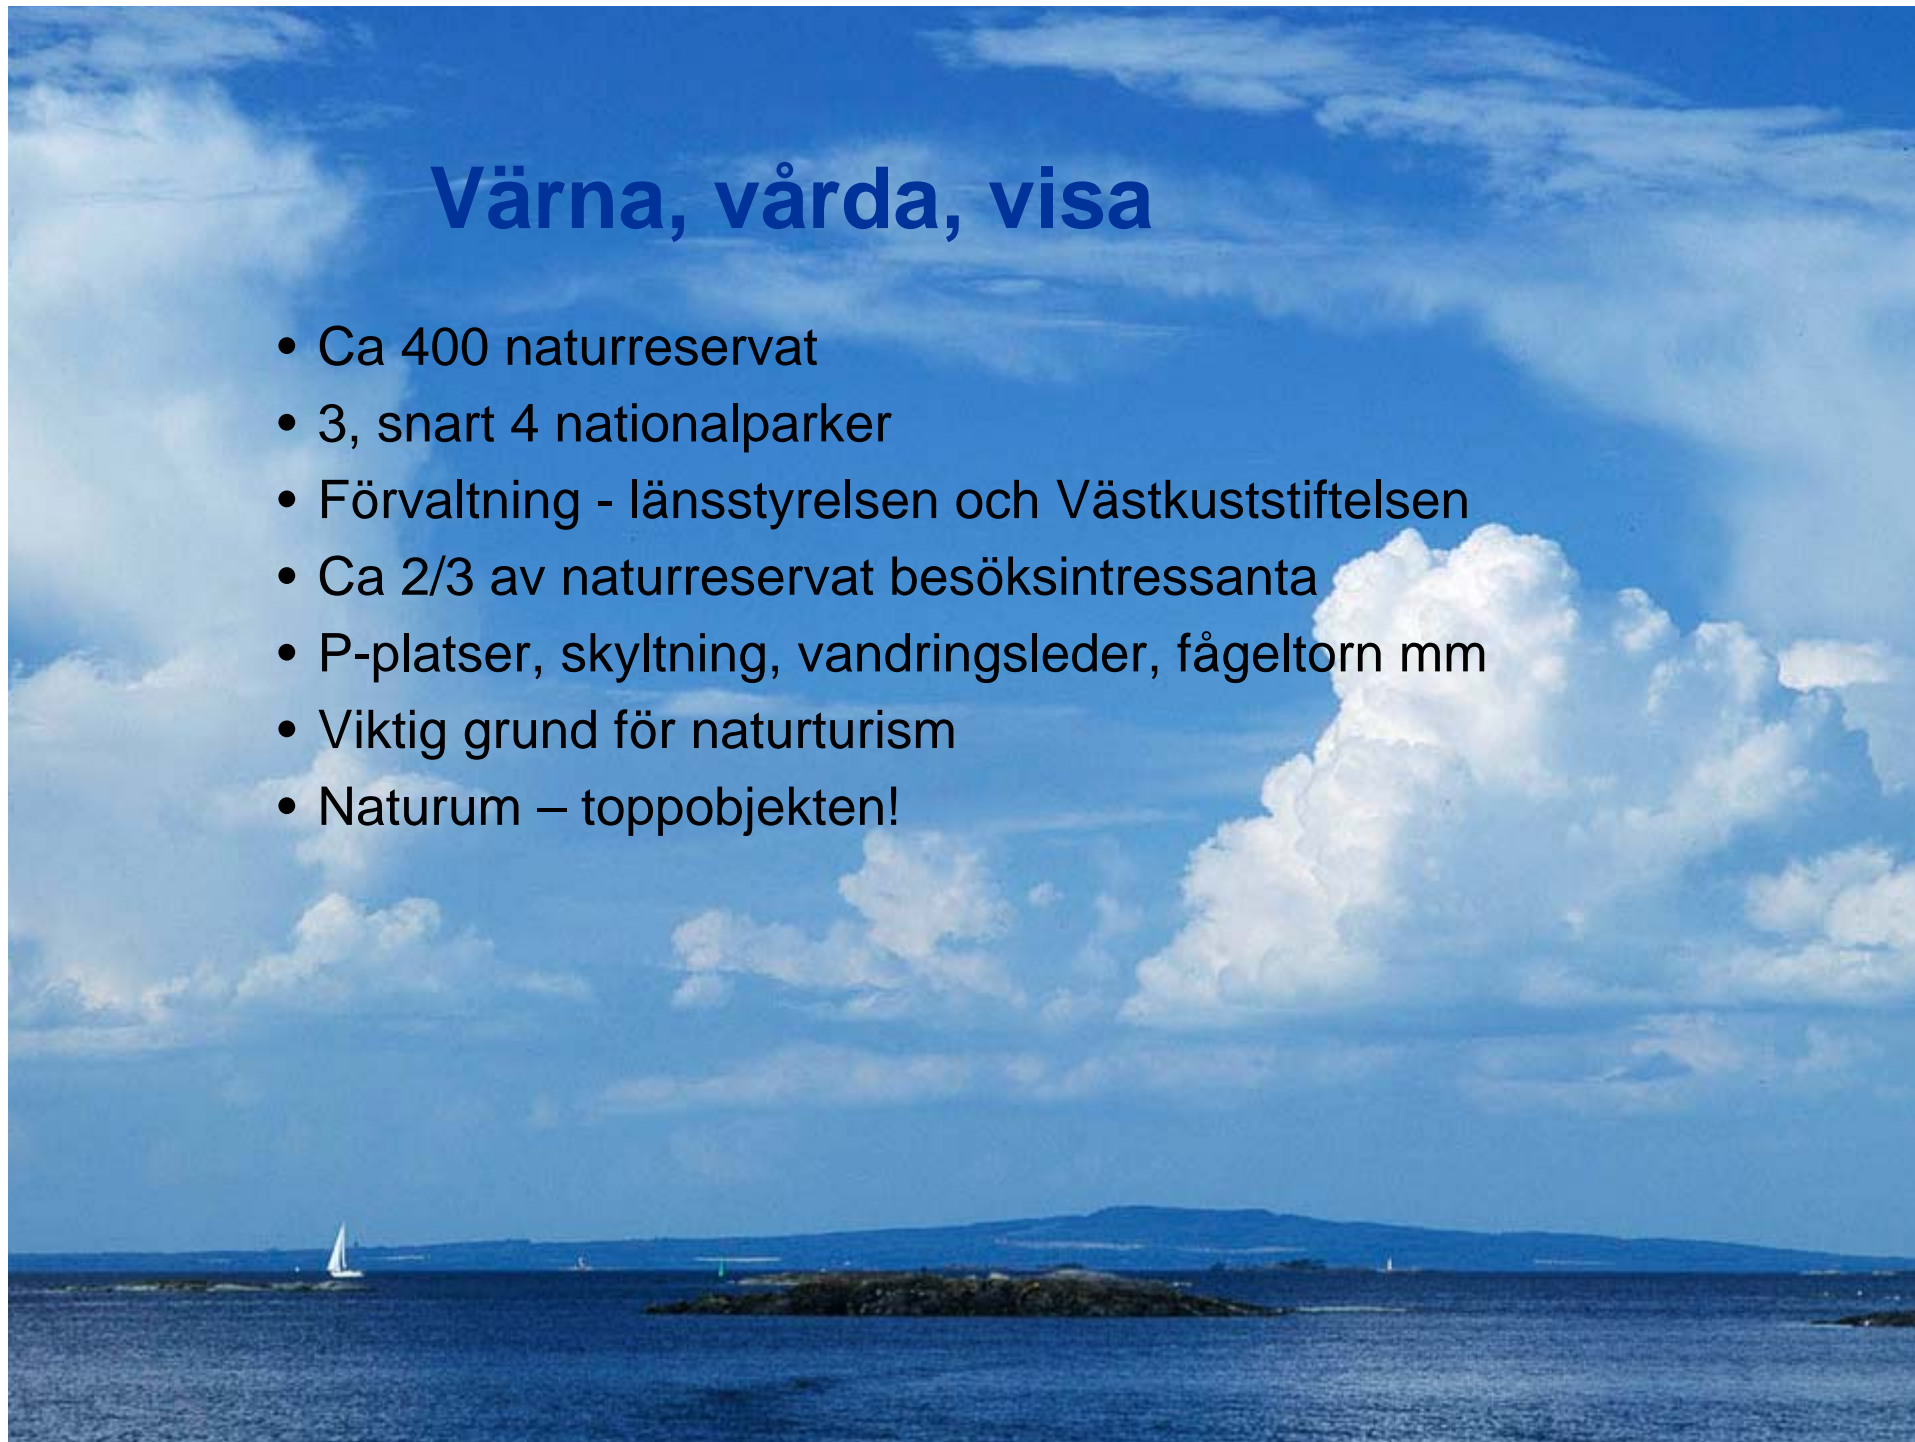 Värna, vårda, visa
• Ca 400 naturreservat
• 3, snart 4 nationalparker
• Förvaltning - länsstyrelsen och Västkuststiftelsen
• Ca 2/3 av naturreservat besöksintressanta
• P-platser, skyltning, vandringsleder, fågeltorn mm
• Viktig grund för naturturism
• Naturum – toppobjekten!